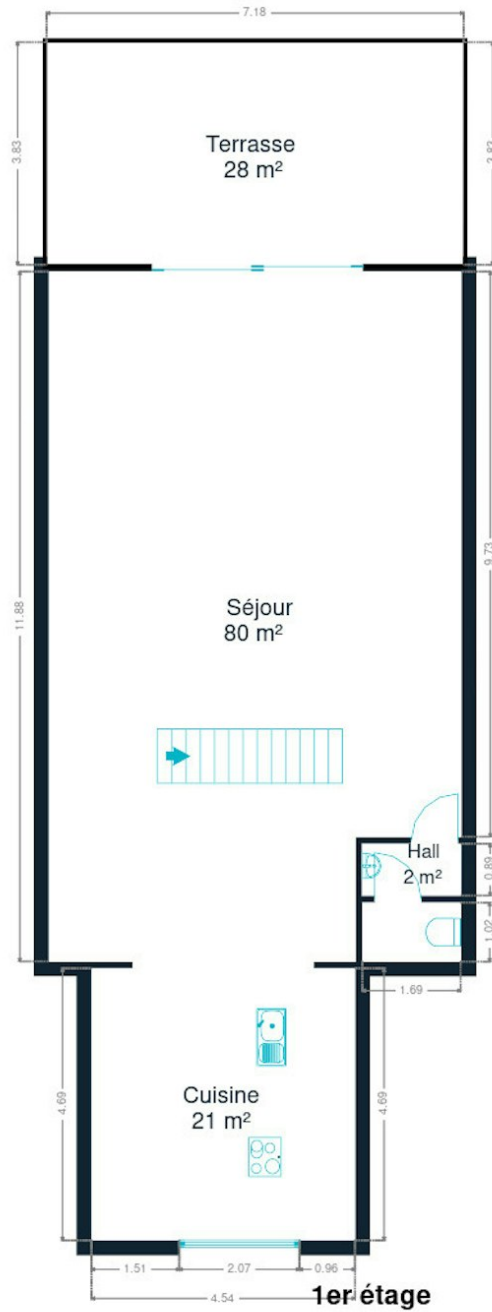 7.18
3.83
3.83
Terrasse
28 m²
11.88
9.73
Séjour
80 m²
Hall
2 m²
0.89
1.02
1.69
4.69
4.69
Cuisine
21 m²
1.51
2.07
0.96
4.54
1er étage